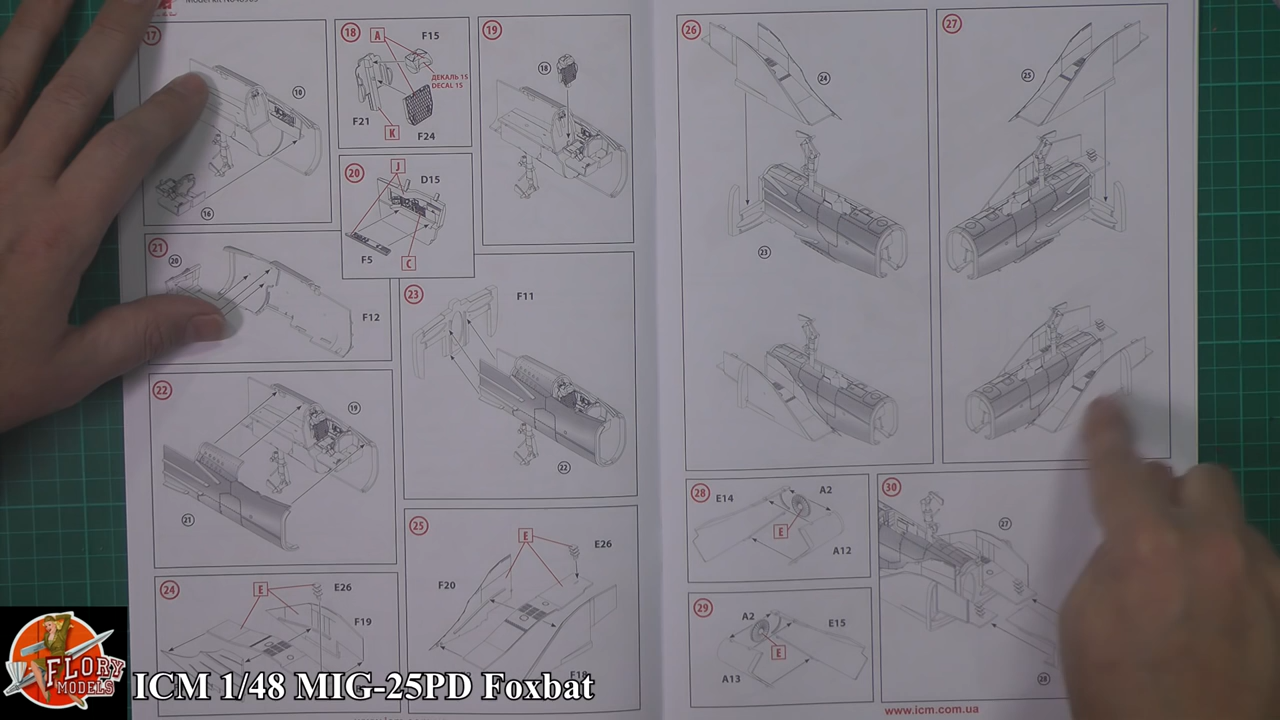 17
10
16
18
A
F15
ДЕКАЛЬ 15
DECAL 15
F21
K
F24
19
18
20
J
D15
F5
C
21
20
F12
22
19
21
23
F11
22
24
E
E26
F19
25
E
E26
F20
26
24
23
27
25
28
E14
A2
E
A12
29
A2
E15
E
A13
30
27
28
www.icm.com.ua
FLORY
MODELS
ICM 1/48 MIG-25PD Foxbat